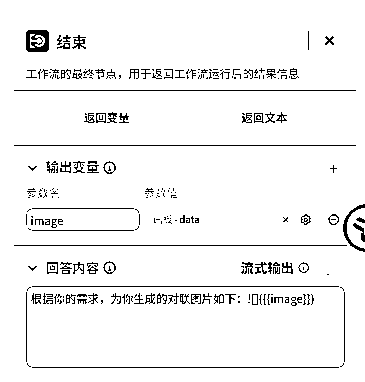 结束
工作流的最终节点，用于返回工作流运行后的结果信息
返回变量 返回文本
输出变量
参数名 参数值
image 画板 - data
回答内容 流式输出
根据你的需求，为你生成的对联图片如下：![]({{image}})